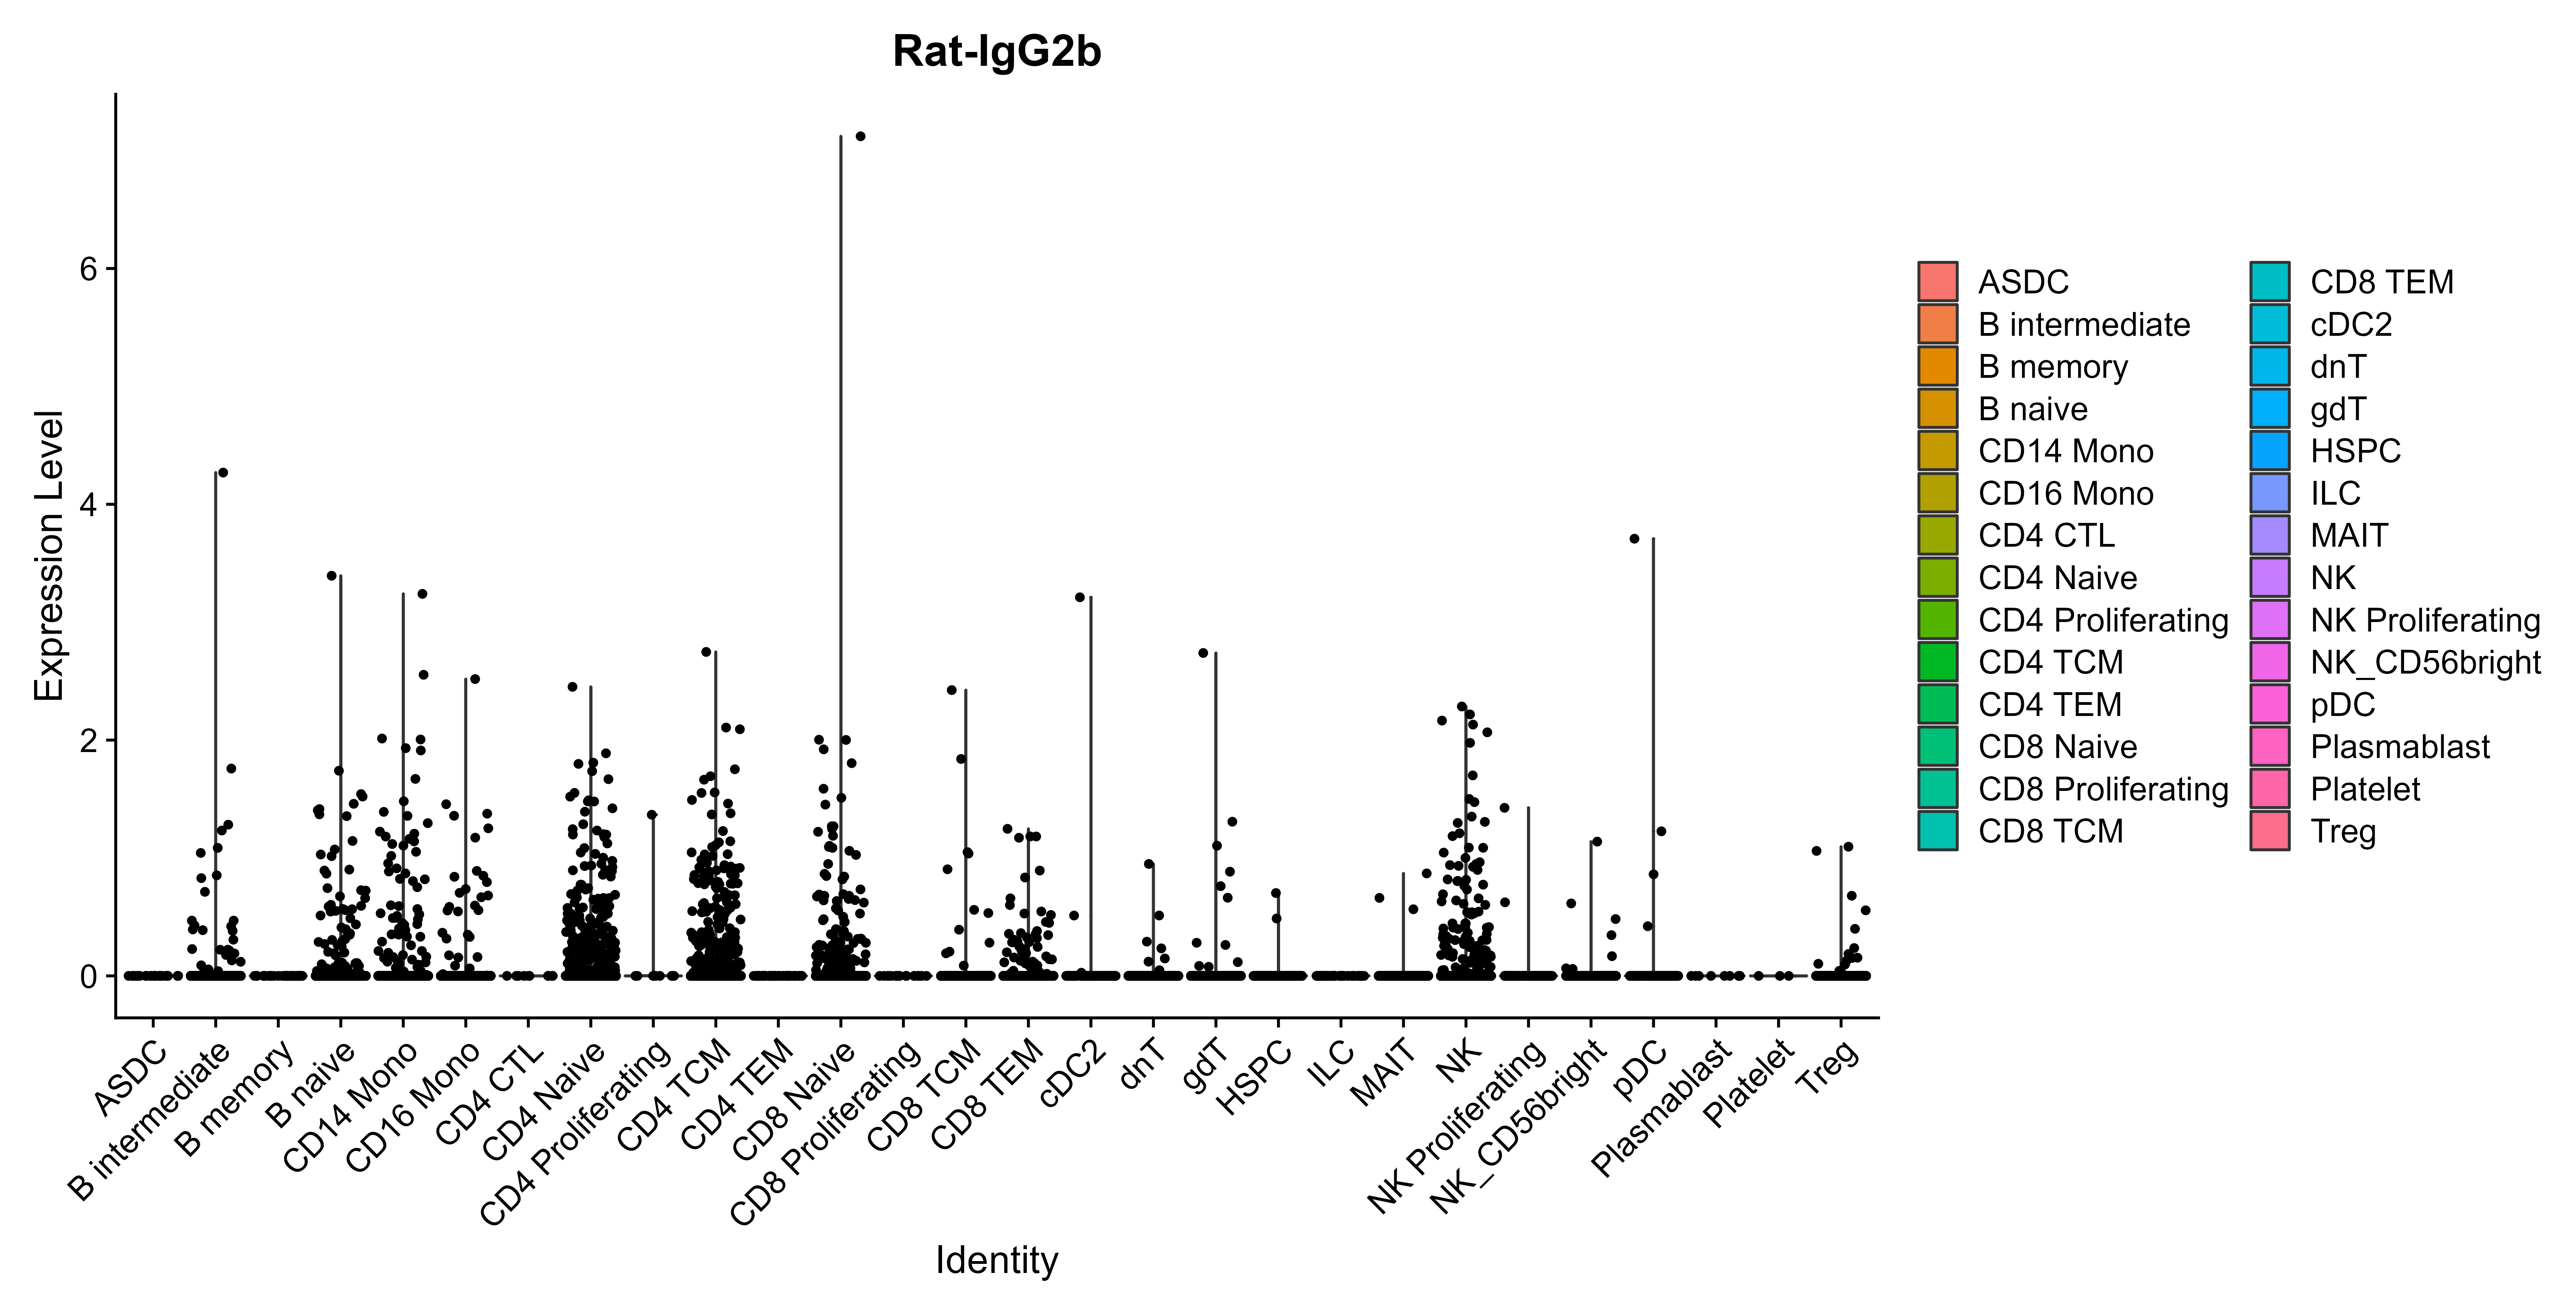 Rat-IgG2b
Expression Level
6
4
2
0
ASDC
B intermediate
B memory
B naive
CD14 Mono
CD16 Mono
CD4 CTL
CD4 Naive
CD4 Proliferating
CD4 TCM
CD4 TEM
CD8 Naive
CD8 Proliferating
CD8 TCM
CD8 TEM
cDC2
dnT
gdT
HSPC
ILC
MAIT
NK
NK Proliferating
NK_CD56bright
pDC
Plasmablast
Platelet
Treg
Identity
ASDC
B intermediate
B memory
B naive
CD14 Mono
CD16 Mono
CD4 CTL
CD4 Naive
CD4 Proliferating
CD4 TCM
CD4 TEM
CD8 Naive
CD8 Proliferating
CD8 TCM
CD8 TEM
cDC2
dnT
gdT
HSPC
ILC
MAIT
NK
NK Proliferating
NK_CD56bright
pDC
Plasmablast
Platelet
Treg